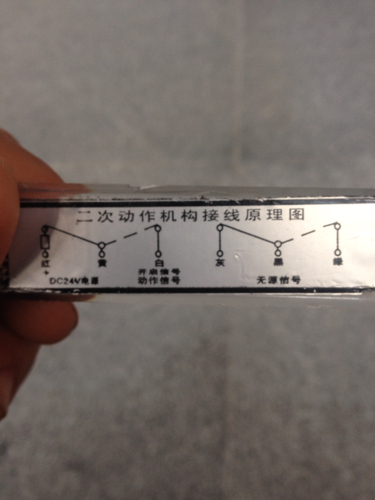 二次动作机构接线原理图
红 黄 白 灰 黑 绿
+
DC24V电源
开启信号
动作信号
无源信号